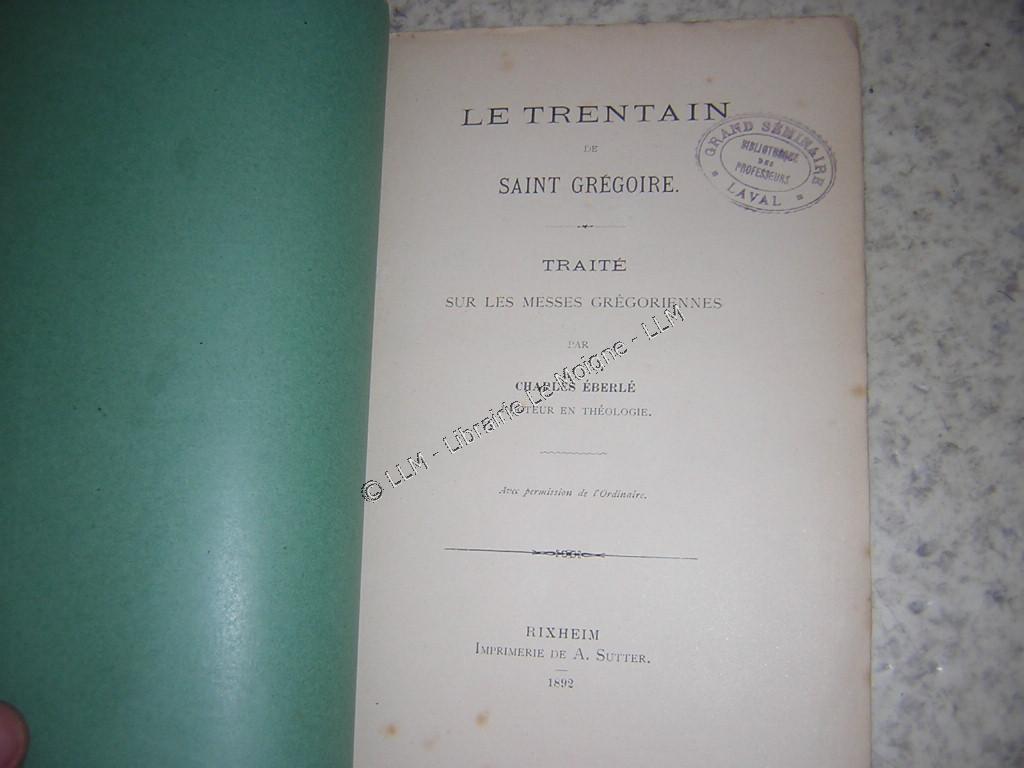 LE TRENTAIN
DE
SAINT GRÉGOIRE.
GRAND SÉMINAIRE
BIBLIOTHÈQUE
DES
PROFESSEURS
LAVAL
TRAITÉ
SUR LES MESSES GRÉGORIENNES
PAR
CHARLES ÉBERLÉ
DOCTEUR EN THÉOLOGIE.
Avec permission de l'Ordinaire.
RIXHEIM
IMPRIMERIE DE A. SUTTER.
1892
© LLM - Librairie Le Moigne - LLM